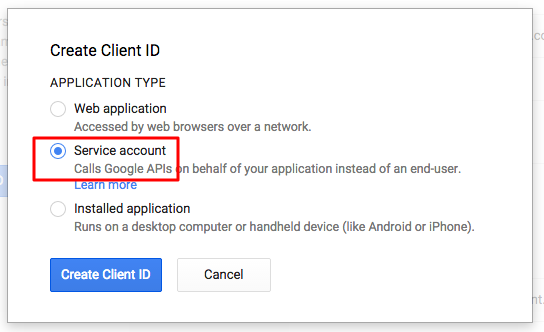 Create Client ID
APPLICATION TYPE
Web application
Accessed by web browsers over a network.
Service account
Calls Google APIs on behalf of your application instead of an end-user.
Learn more
Installed application
Runs on a desktop computer or handheld device (like Android or iPhone).
Create Client ID
Cancel